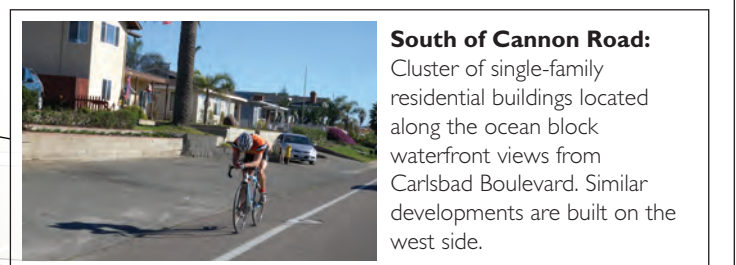 South of Cannon Road:
Cluster of single-family
residential buildings located
along the ocean block
waterfront views from
Carlsbad Boulevard. Similar
developments are built on the
west side.